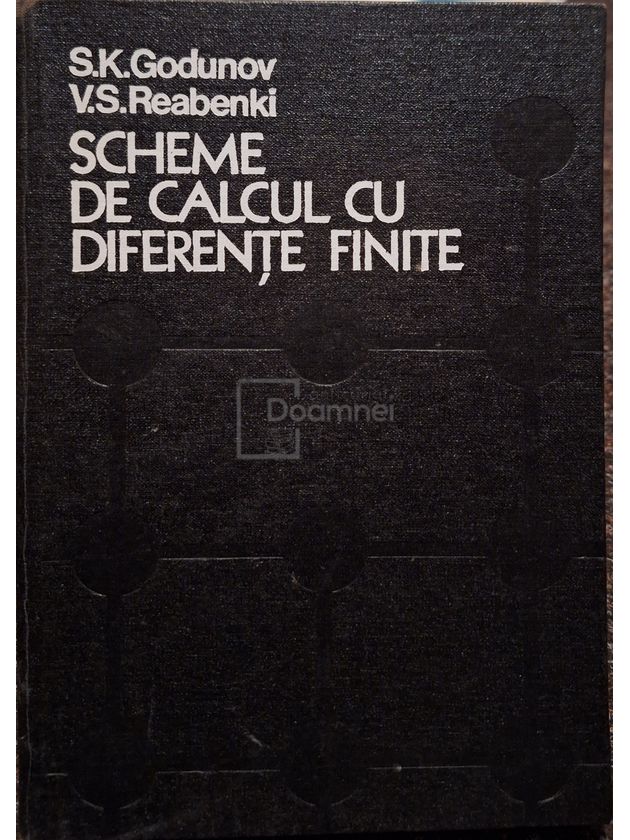 S.K.Godunov
V.S.Reabenki
SCHEME
DE CALCUL CU
DIFERENȚE FINITE
Doamnei